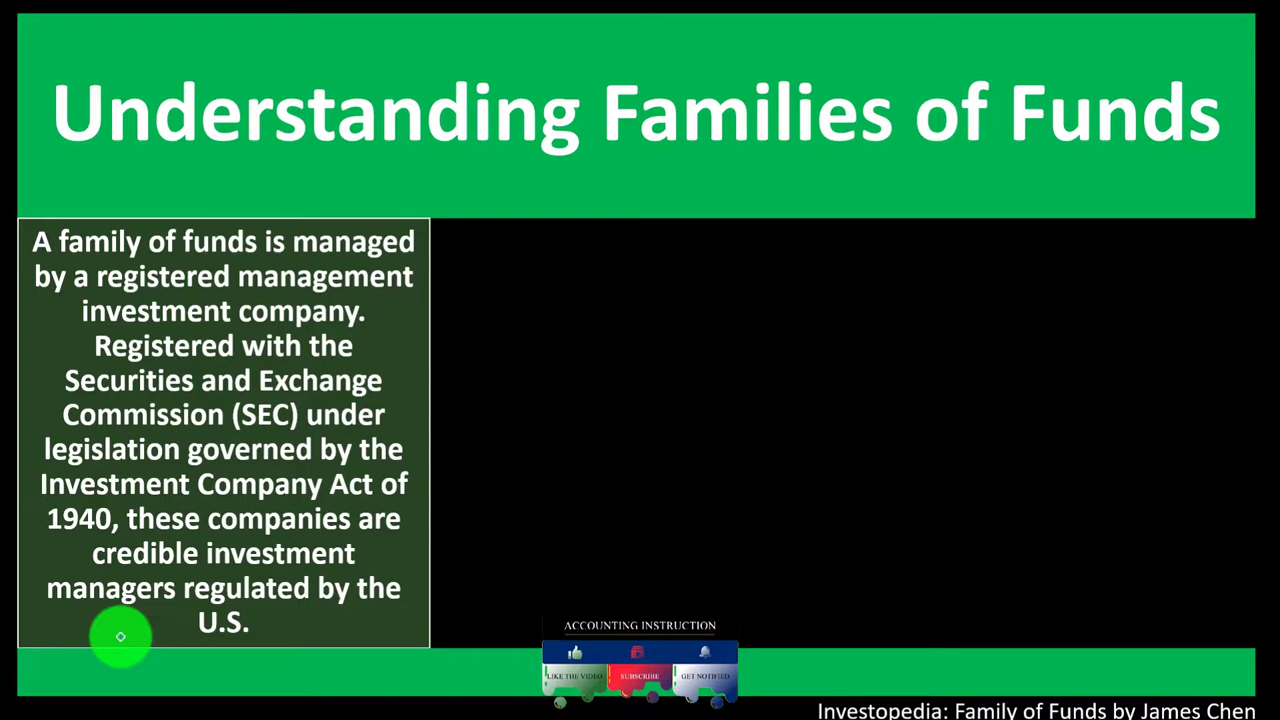 Understanding Families of Funds
A family of funds is managed
by a registered management
investment company.
Registered with the
Securities and Exchange
Commission (SEC) under
legislation governed by the
Investment Company Act of
1940, these companies are
credible investment
managers regulated by the
U.S.
ACCOUNTING INSTRUCTION
LIKE THE VIDEO SUBSCRIBE GET NOTIFIED
Investopedia: Family of Funds by James Chen